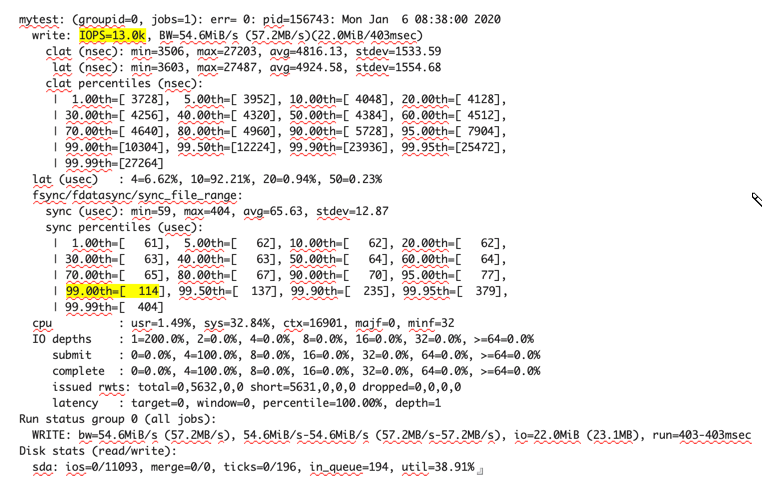 mytest: (groupid=0, jobs=1): err= 0: pid=156743: Mon Jan  6 08:38:00 2020
  write: IOPS=13.0k, BW=54.6MiB/s (57.2MB/s)(22.0MiB/403msec)
    clat (nsec): min=3506, max=27203, avg=4816.13, stdev=1533.59
     lat (nsec): min=3603, max=27487, avg=4924.58, stdev=1554.68
    clat percentiles (nsec):
     |  1.00th=[ 3728],  5.00th=[ 3952], 10.00th=[ 4048], 20.00th=[ 4128],
     | 30.00th=[ 4256], 40.00th=[ 4320], 50.00th=[ 4384], 60.00th=[ 4512],
     | 70.00th=[ 4640], 80.00th=[ 4960], 90.00th=[ 5728], 95.00th=[ 7904],
     | 99.00th=[10304], 99.50th=[12224], 99.90th=[23936], 99.95th=[25472],
     | 99.99th=[27264]
  lat (usec)   : 4=6.62%, 10=92.21%, 20=0.94%, 50=0.23%
  fsync/fdatasync/sync_file_range:
    sync (usec): min=59, max=404, avg=65.63, stdev=12.87
    sync percentiles (usec):
     |  1.00th=[   61],  5.00th=[   62], 10.00th=[   62], 20.00th=[   62],
     | 30.00th=[   63], 40.00th=[   63], 50.00th=[   64], 60.00th=[   64],
     | 70.00th=[   65], 80.00th=[   67], 90.00th=[   70], 95.00th=[   77],
     | 99.00th=[  114], 99.50th=[  137], 99.90th=[  235], 99.95th=[  379],
     | 99.99th=[  404]
  cpu          : usr=1.49%, sys=32.84%, ctx=16901, majf=0, minf=32
  IO depths    : 1=200.0%, 2=0.0%, 4=0.0%, 8=0.0%, 16=0.0%, 32=0.0%, >=64=0.0%
     submit    : 0=0.0%, 4=100.0%, 8=0.0%, 16=0.0%, 32=0.0%, 64=0.0%, >=64=0.0%
     complete  : 0=0.0%, 4=100.0%, 8=0.0%, 16=0.0%, 32=0.0%, 64=0.0%, >=64=0.0%
     issued rwts: total=0,5632,0,0 short=5631,0,0,0 dropped=0,0,0,0
     latency   : target=0, window=0, percentile=100.00%, depth=1
Run status group 0 (all jobs):
  WRITE: bw=54.6MiB/s (57.2MB/s), 54.6MiB/s-54.6MiB/s (57.2MB/s-57.2MB/s), io=22.0MiB (23.1MB), run=403-403msec
Disk stats (read/write):
  sda: ios=0/11093, merge=0/0, ticks=0/196, in_queue=194, util=38.91%